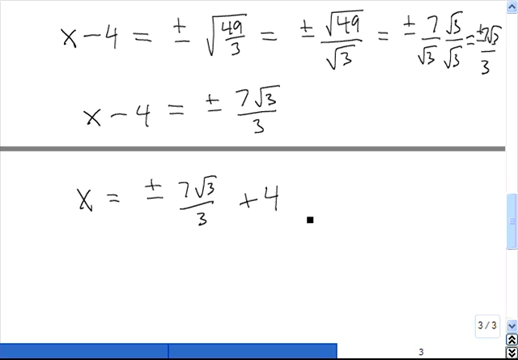 x - 4 = ± √(49/3) = ± √49/√3 = ± 7/√3 √3/√3 = ±7√3/3
x - 4 = ± 7√3/3
x = ± 7√3/3 + 4
3 / 3
3